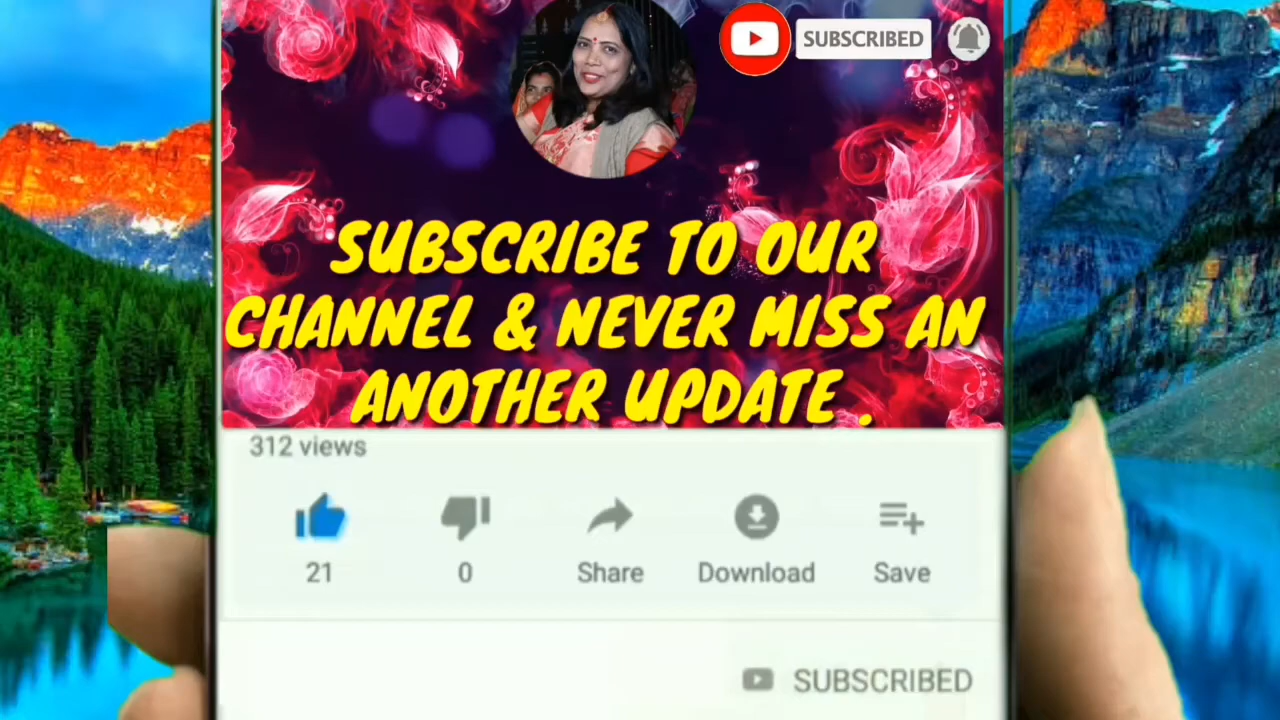 SUBSCRIBED
SUBSCRIBE TO OUR
CHANNEL & NEVER MISS AN
ANOTHER UPDATE .
312 views
21
0
Share
Download
Save
SUBSCRIBED